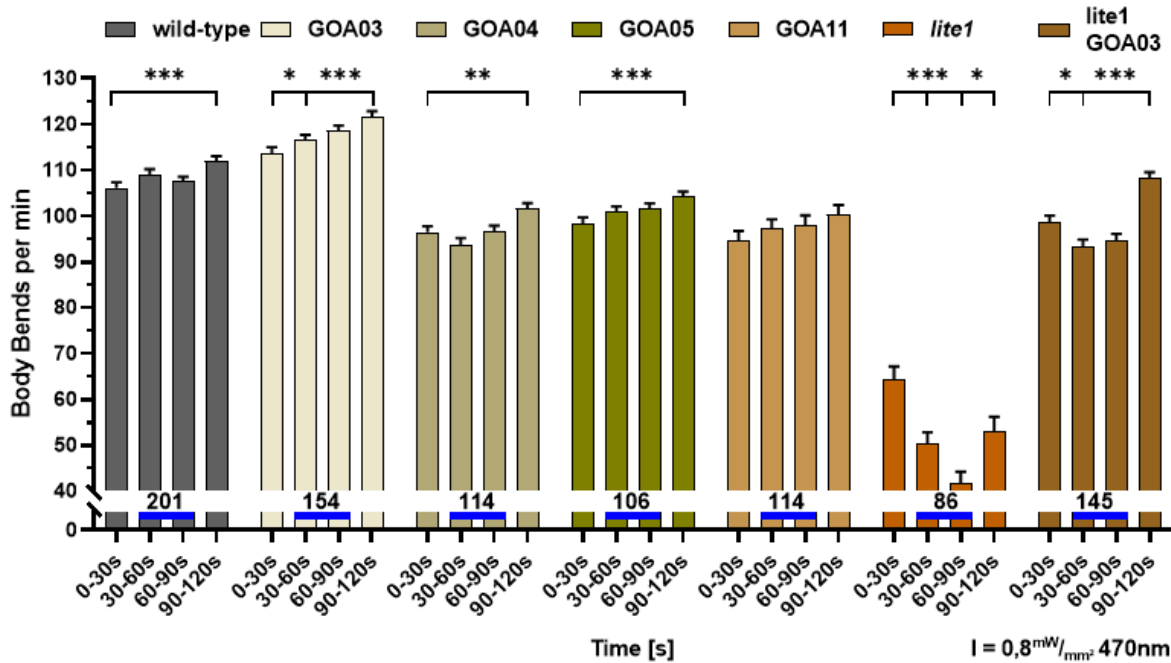 wild-type GOA03 GOA04 GOA05 GOA11 lite1 lite1 GOA03
*** * *** ** *** *** * * ***
130
120
110
100
90
80
70
60
50
40
0
Body Bends per min
201 154 114 106 114 86 145
0-30s 30-60s 60-90s 90-120s 0-30s 30-60s 60-90s 90-120s 0-30s 30-60s 60-90s 90-120s 0-30s 30-60s 60-90s 90-120s 0-30s 30-60s 60-90s 90-120s 0-30s 30-60s 60-90s 90-120s 0-30s 30-60s 60-90s 90-120s
Time [s]
I = 0,8mW/mm² 470nm